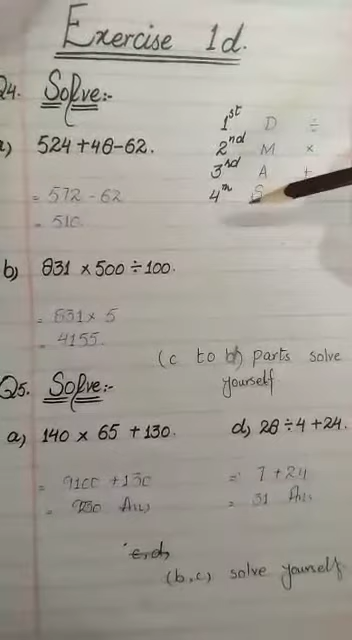 Exercise 1d.
Q4. Solve:-
1st D ÷
a) 524+48-62. 2nd M ×
3rd A +
= 572-62 4th S
= 510
b) 831 × 500 ÷ 100.
= 831 × 5
= 4155.
(c to h) parts solve
yourself
Q5. Solve:-
a) 140 × 65 + 130. d) 28 ÷ 4 + 24.
= 9100 + 130 = 7 + 24
= 9230 Ans = 31 Ans
(b,c) solve yourself